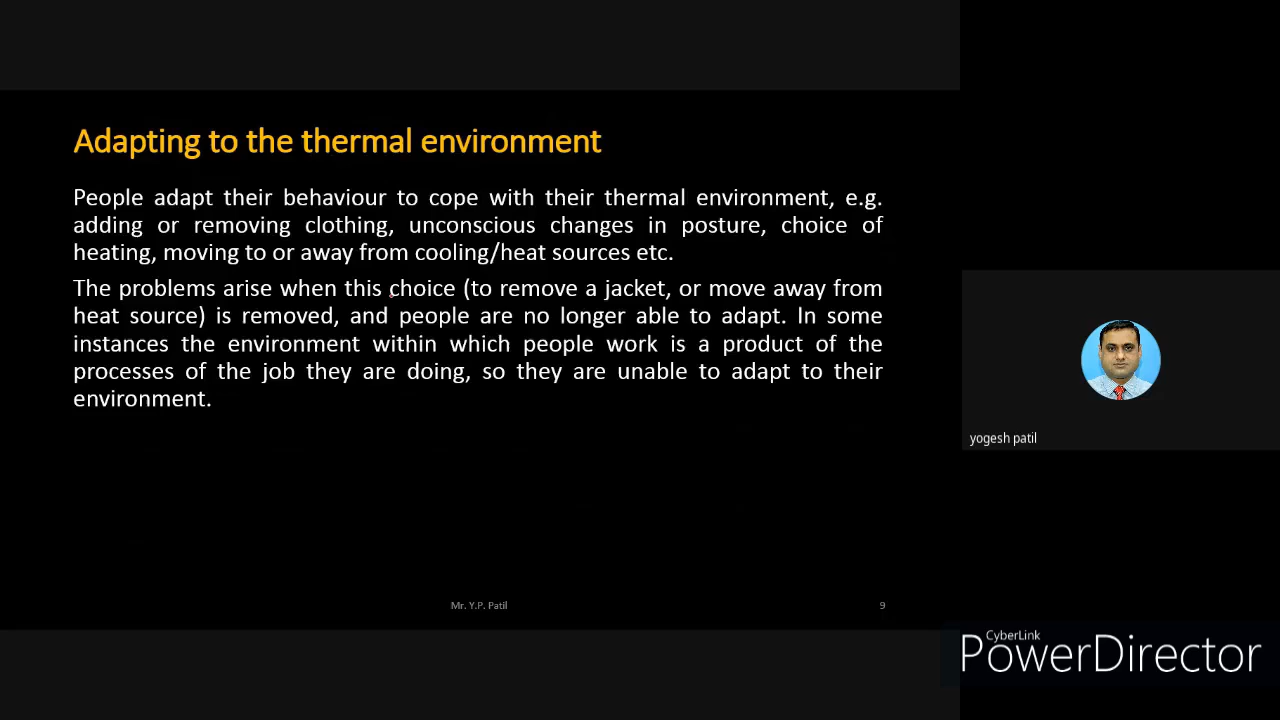 Adapting to the thermal environment
People adapt their behaviour to cope with their thermal environment, e.g.
adding or removing clothing, unconscious changes in posture, choice of
heating, moving to or away from cooling/heat sources etc.
The problems arise when this choice (to remove a jacket, or move away from
heat source) is removed, and people are no longer able to adapt. In some
instances the environment within which people work is a product of the
processes of the job they are doing, so they are unable to adapt to their
environment.
yogesh patil
Mr. Y.P. Patil
9
CyberLink
PowerDirector